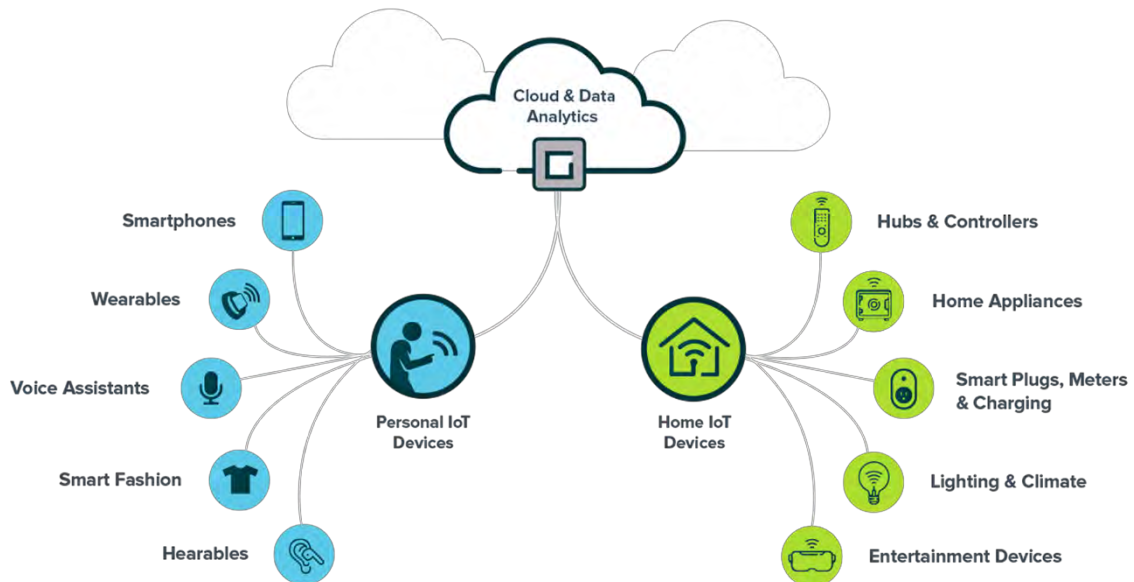 Cloud & Data
Analytics
Smartphones
Wearables
Voice Assistants
Smart Fashion
Hearables
Personal IoT
Devices
Home IoT
Devices
Hubs & Controllers
Home Appliances
Smart Plugs, Meters
& Charging
Lighting & Climate
Entertainment Devices